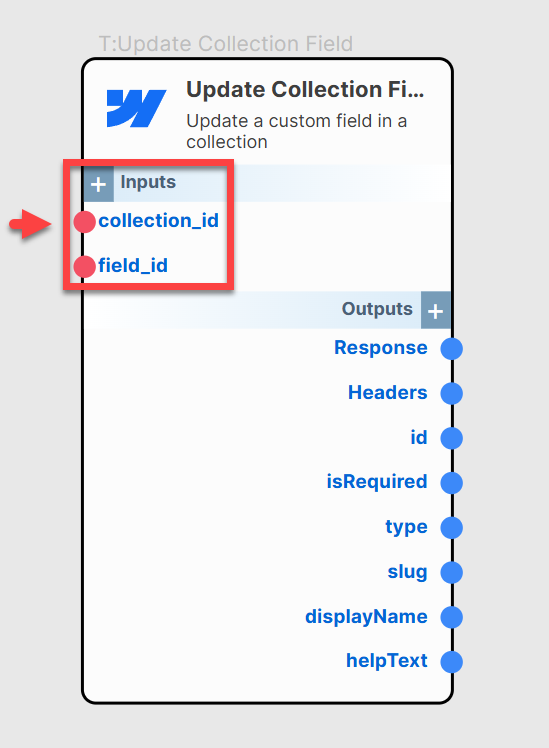 T:Update Collection Field
Update Collection Fi...
Update a custom field in a
collection
+ Inputs
collection_id
field_id
Outputs +
Response
Headers
id
isRequired
type
slug
displayName
helpText